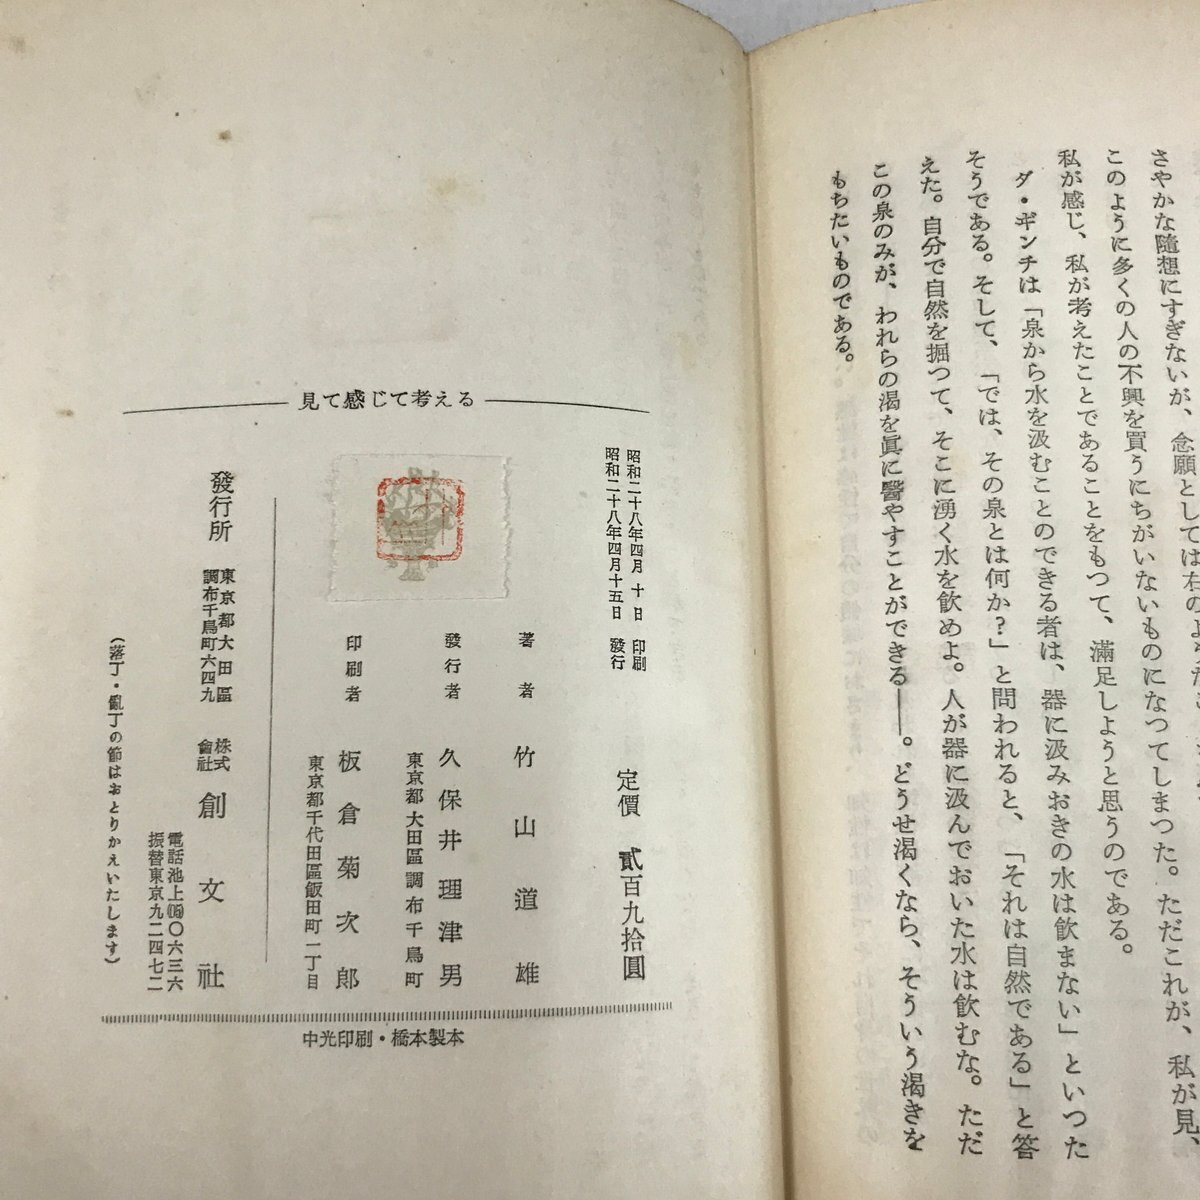 さやかな隨想にすぎないが、念願としては右のよう
このように多くの人の不興を買うにちがいないものになつてしまつた。ただこれが、私が見、
私が感じ、私が考えたことであることをもつて、滿足しようと思うのである。
ダ・ギンチは「泉から水を汲むことのできる者は、器に汲みおきの水は飲まない」といつた
そうである。そして、「では、その泉とは何か?」と問われると、「それは自然である」と答
えた。自分で自然を掘つて、そこに湧く水を飲めよ。人が器に汲んでおいた水は飲むな。ただ
この泉のみが、われらの渇を眞に醫やすことができる――。どうせ渇くなら、そういう渇きを
もちたいものである。
見て感じて考える
昭和二十八年四月 十 日 印刷
昭和二十八年四月十五日 發行
定價 貳百九拾圓
著者 竹山道雄
發行者 久保井理津男
東京都大田區調布千鳥町
印刷者 板倉菊次郎
東京都千代田區飯田町一丁目
發行所
東京都大田區
調布千鳥町六四九
株式
會社
創文社
電話池上(05)〇六三六
振替東京九二四七二
(落丁・亂丁の節はおとりかえいたします)
中光印刷・橋本製本